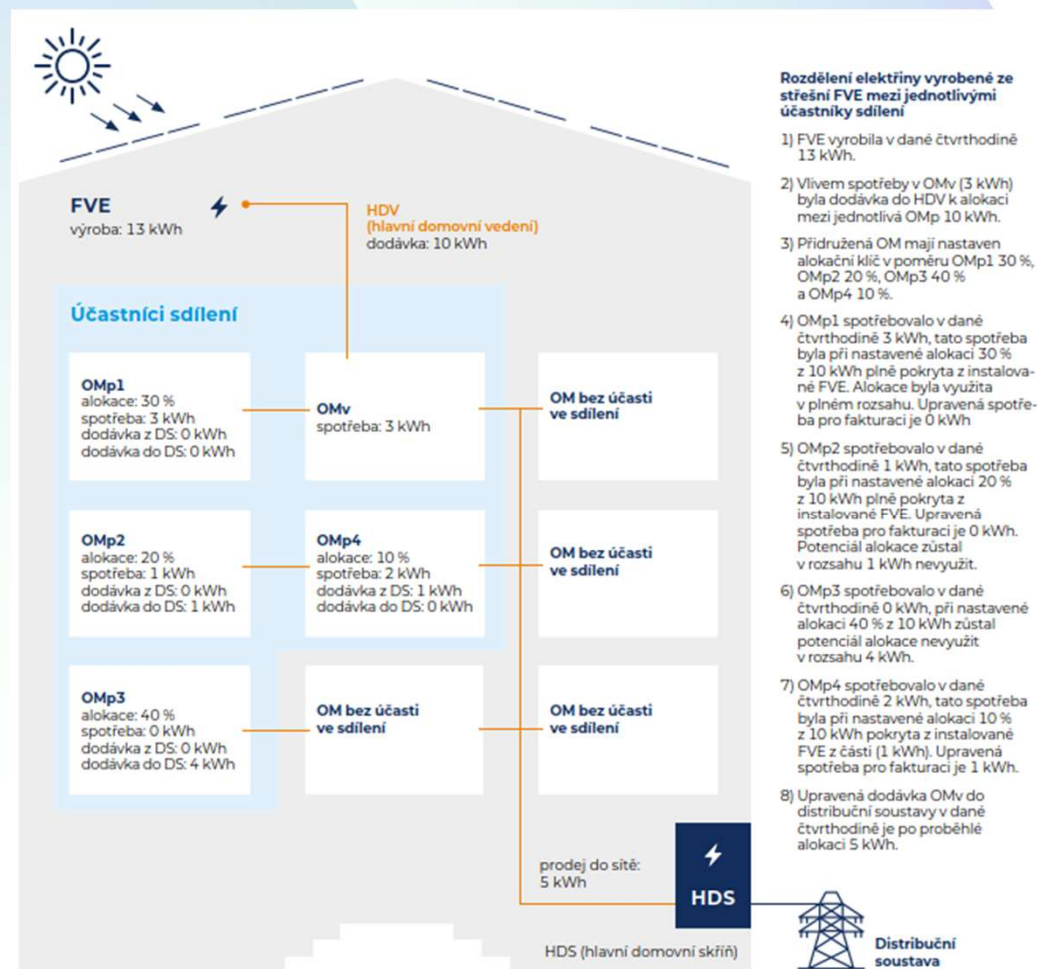 FVE
výroba: 13 kWh
HDV
(hlavní domovní vedení)
dodávka: 10 kWh
Účastníci sdílení
OMp1
alokace: 30 %
spotřeba: 3 kWh
dodávka z DS: 0 kWh
dodávka do DS: 0 kWh
OMv
spotřeba: 3 kWh
OM bez účasti
ve sdílení
OMp2
alokace: 20 %
spotřeba: 1 kWh
dodávka z DS: 0 kWh
dodávka do DS: 1 kWh
OMp4
alokace: 10 %
spotřeba: 2 kWh
dodávka z DS: 1 kWh
dodávka do DS: 0 kWh
OM bez účasti
ve sdílení
OMp3
alokace: 40 %
spotřeba: 0 kWh
dodávka z DS: 0 kWh
dodávka do DS: 4 kWh
OM bez účasti
ve sdílení
OM bez účasti
ve sdílení
prodej do sítě:
5 kWh
HDS
HDS (hlavní domovní skříň)
Distribuční
soustava
Rozdělení elektřiny vyrobené ze
střešní FVE mezi jednotlivými
účastníky sdílení
1) FVE vyrobila v dané čtvrthodině
13 kWh.
2) Vlivem spotřeby v OMv (3 kWh)
byla dodávka do HDV k alokaci
mezi jednotlivá OMp 10 kWh.
3) Přidružená OM mají nastaven
alokační klíč v poměru OMp1 30 %,
OMp2 20 %, OMp3 40 %
a OMp4 10 %.
4) OMp1 spotřebovalo v dané
čtvrthodině 3 kWh, tato spotřeba
byla při nastavené alokaci 30 %
z 10 kWh plně pokryta z instalova-
né FVE. Alokace byla využita
v plném rozsahu. Upravená spotře-
ba pro fakturaci je 0 kWh
5) OMp2 spotřebovalo v dané
čtvrthodině 1 kWh, tato spotřeba
byla při nastavené alokaci 20 %
z 10 kWh plně pokryta z
instalované FVE. Upravená
spotřeba pro fakturaci je 0 kWh.
Potenciál alokace zůstal
v rozsahu 1 kWh nevyužit.
6) OMp3 spotřebovalo v dané
čtvrthodině 0 kWh, při nastavené
alokaci 40 % z 10 kWh zůstal
potenciál alokace nevyužit
v rozsahu 4 kWh.
7) OMp4 spotřebovalo v dané
čtvrthodině 2 kWh, tato spotřeba
byla při nastavené alokaci 10 %
z 10 kWh pokryta z instalované
FVE z části (1 kWh). Upravená
spotřeba pro fakturaci je 1 kWh.
8) Upravená dodávka OMv do
distribuční soustavy v dané
čtvrthodině je po proběhlé
alokaci 5 kWh.